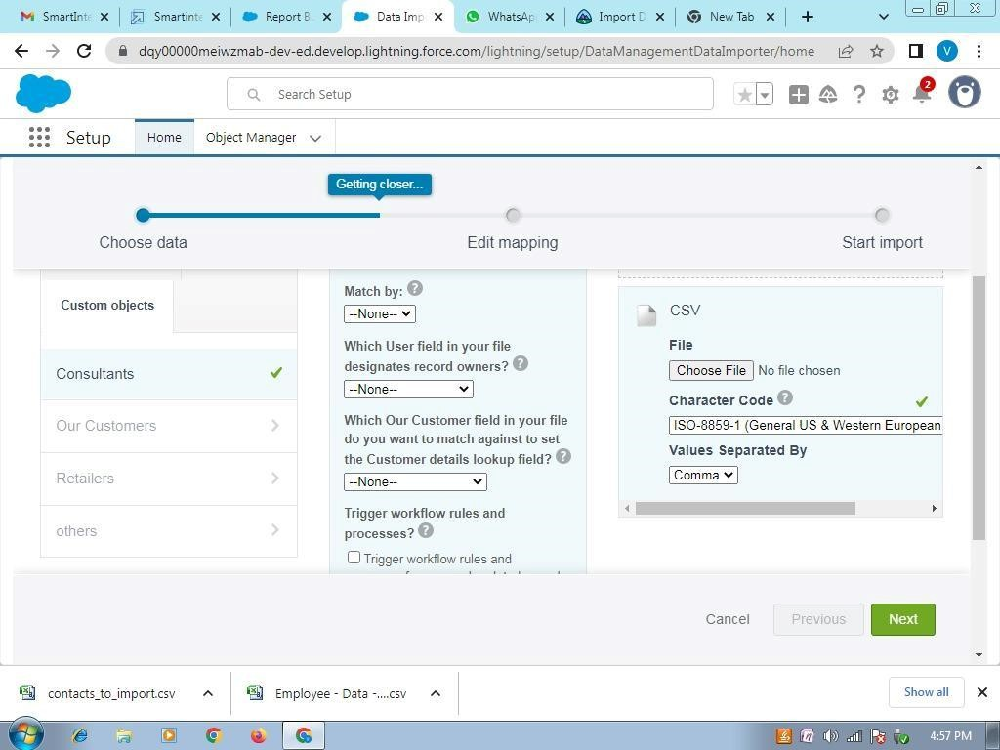 SmartInte
Smartinte
Report Bu
Data Imp
WhatsAp
Import D
New Tab
dqy00000meiwzmab-dev-ed.develop.lightning.force.com/lightning/setup/DataManagementDataImporter/home
V
Search Setup
2
Setup
Home
Object Manager
Getting closer...
Choose data
Edit mapping
Start import
Custom objects
Consultants
Our Customers
Retailers
others
Match by: ?
--None--
Which User field in your file
designates record owners? ?
--None--
Which Our Customer field in your file
do you want to match against to set
the Customer details lookup field? ?
--None--
Trigger workflow rules and
processes? ?
Trigger workflow rules and
CSV
File
Choose File No file chosen
Character Code ?
ISO-8859-1 (General US & Western European
Values Separated By
Comma
Cancel
Previous
Next
contacts_to_import.csv
Employee - Data -....csv
Show all
4:57 PM